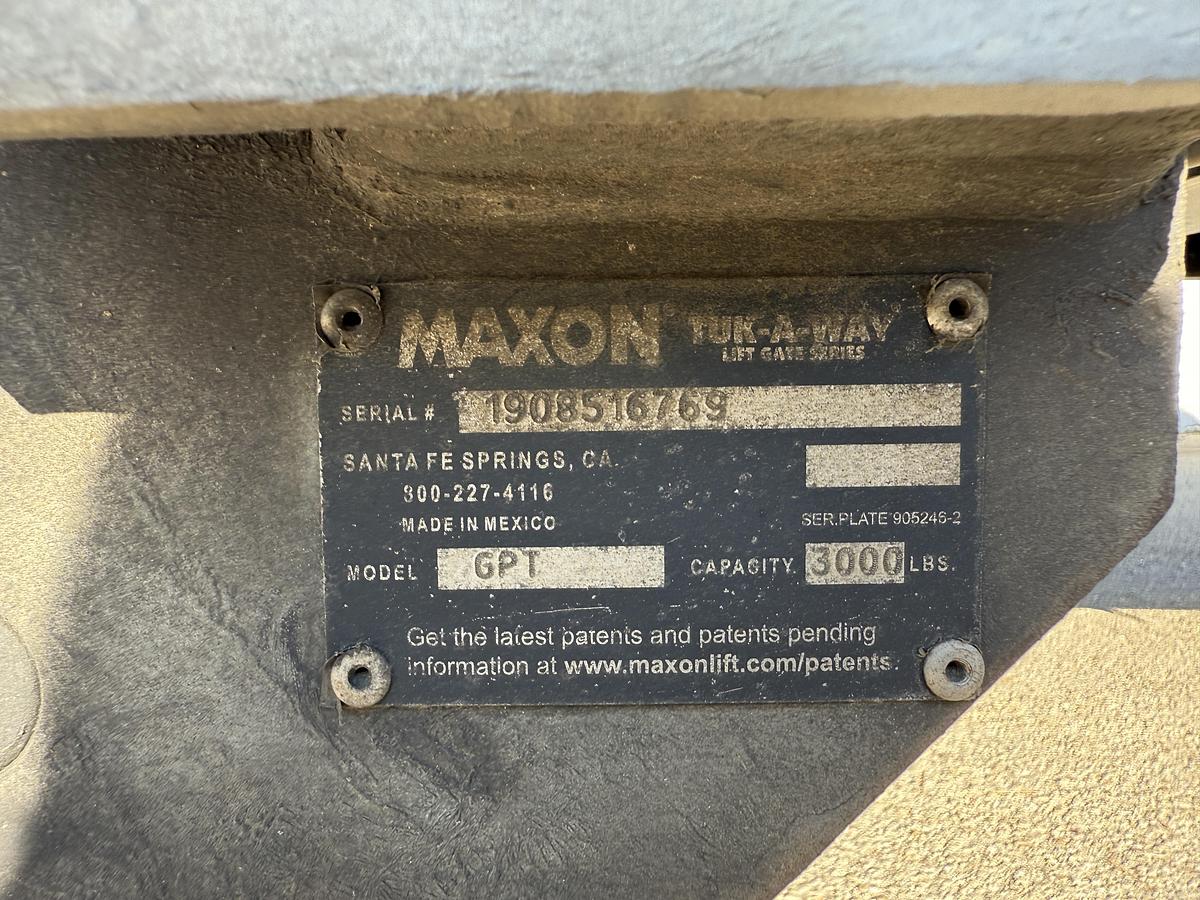 MAXON® TUK-A-WAY®
LIFT GATE SERIES
SERIAL # 1908516769
SANTA FE SPRINGS, CA.
800-227-4116
MADE IN MEXICO
SER.PLATE 905246-2
MODEL GPT CAPACITY 3000 LBS.
Get the latest patents and patents pending
information at www.maxonlift.com/patents.